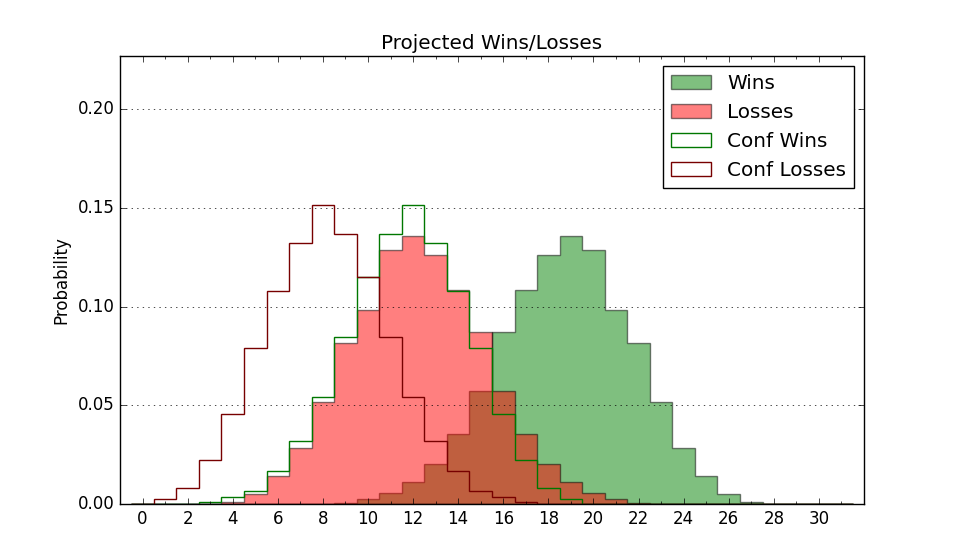 Projected Wins/Losses
Wins
Losses
Conf Wins
Conf Losses
Probability
0.20
0.15
0.10
0.05
0.00
0 2 4 6 8 10 12 14 16 18 20 22 24 26 28 30